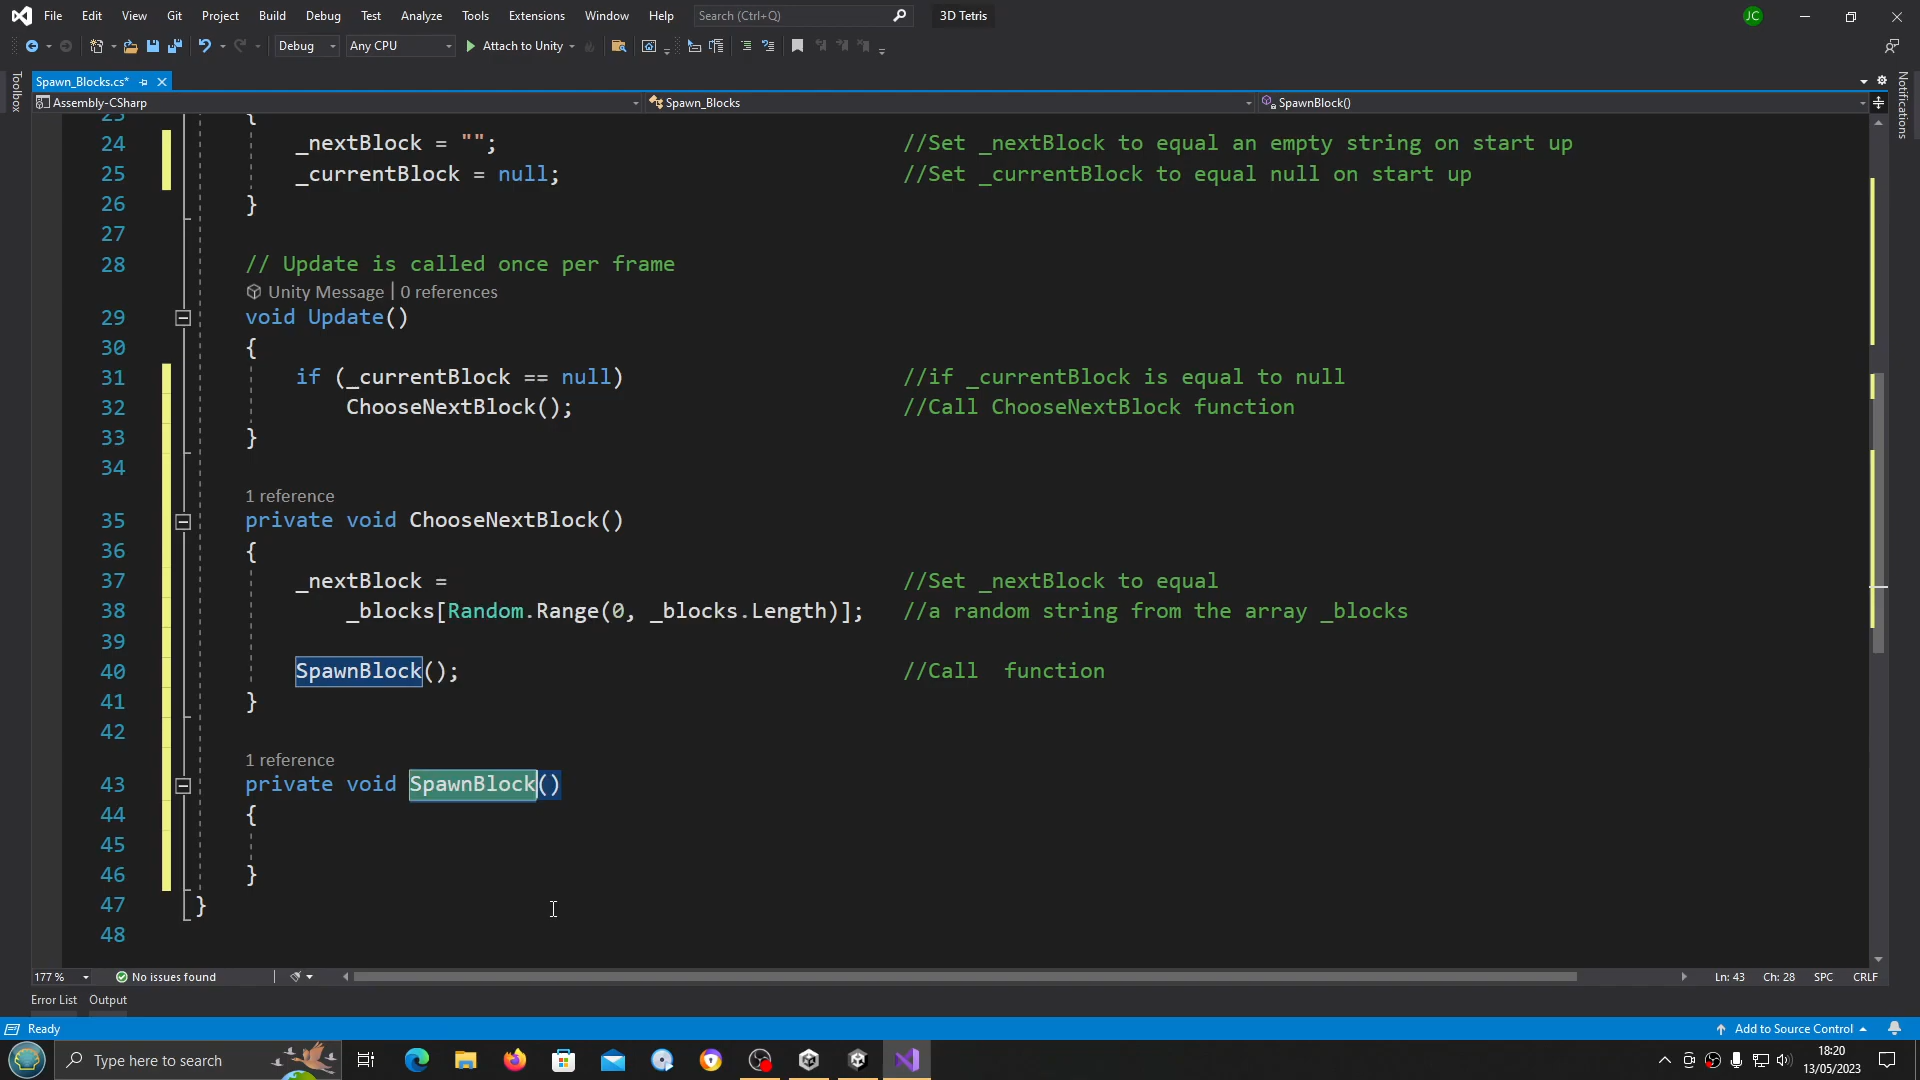 File Edit View Git Project Build Debug Test Analyze Tools Extensions Window Help Search (Ctrl+Q) 3D Tetris JC
Debug Any CPU Attach to Unity
Toolbox
Spawn_Blocks.cs*
Notifications
Assembly-CSharp Spawn_Blocks SpawnBlock()
23 {
24 _nextBlock = ""; //Set _nextBlock to equal an empty string on start up
25 _currentBlock = null; //Set _currentBlock to equal null on start up
26 }
27
28 // Update is called once per frame
Unity Message | 0 references
29 void Update()
30 {
31 if (_currentBlock == null) //if _currentBlock is equal to null
32 ChooseNextBlock(); //Call ChooseNextBlock function
33 }
34
1 reference
35 private void ChooseNextBlock()
36 {
37 _nextBlock = //Set _nextBlock to equal
38 _blocks[Random.Range(0, _blocks.Length)]; //a random string from the array _blocks
39
40 SpawnBlock(); //Call  function
41 }
42
1 reference
43 private void SpawnBlock()
44 {
45
46 }
47 }
48
177 % No issues found Ln: 43 Ch: 28 SPC CRLF
Error List Output
Ready Add to Source Control
Type here to search 18:20
13/05/2023